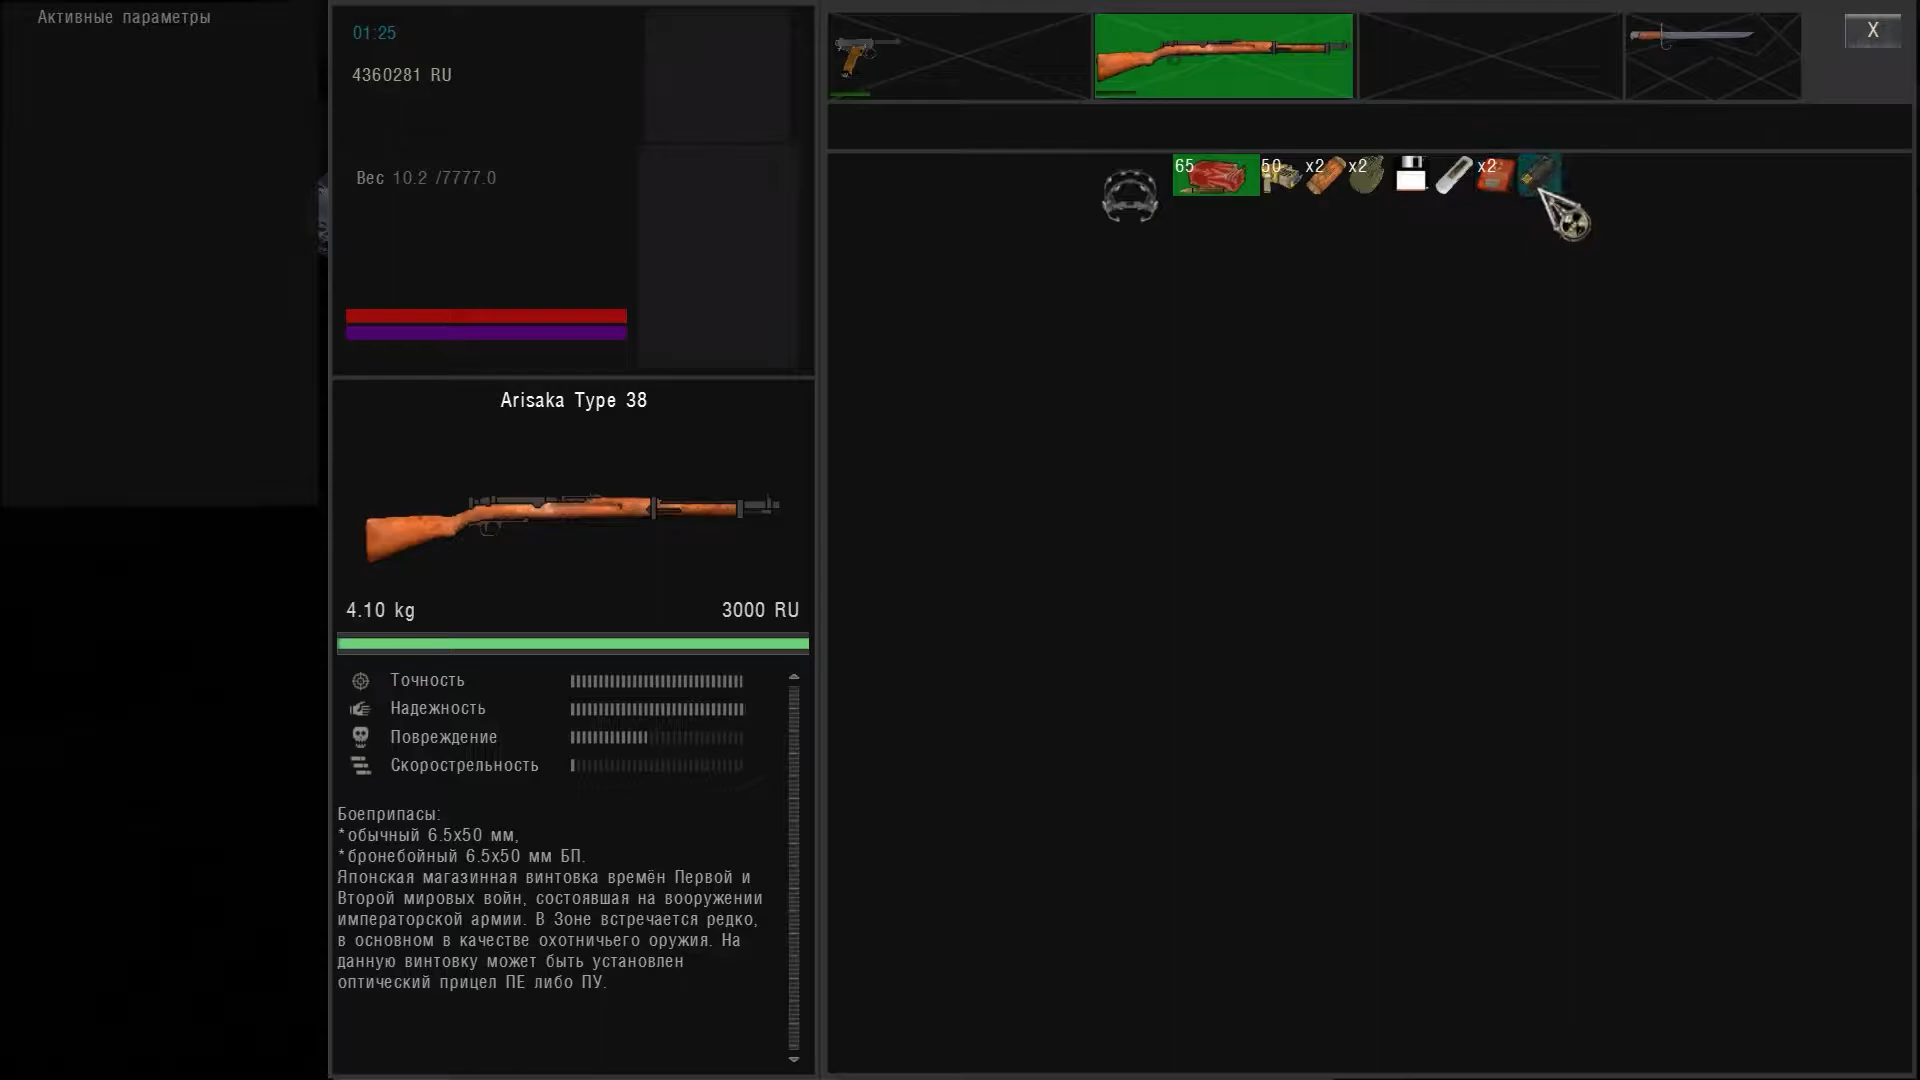 Активные параметры
01:25
4360281 RU
Вес 10.2 /7777.0
X
65
50
x2
x2
x2
Arisaka Type 38
4.10 kg
3000 RU
Точность
Надежность
Повреждение
Скорострельность
Боеприпасы:
*обычный 6.5x50 мм,
*бронебойный 6.5x50 мм БП.
Японская магазинная винтовка времён Первой и
Второй мировых войн, состоявшая на вооружении
императорской армии. В Зоне встречается редко,
в основном в качестве охотничьего оружия. На
данную винтовку может быть установлен
оптический прицел ПЕ либо ПУ.